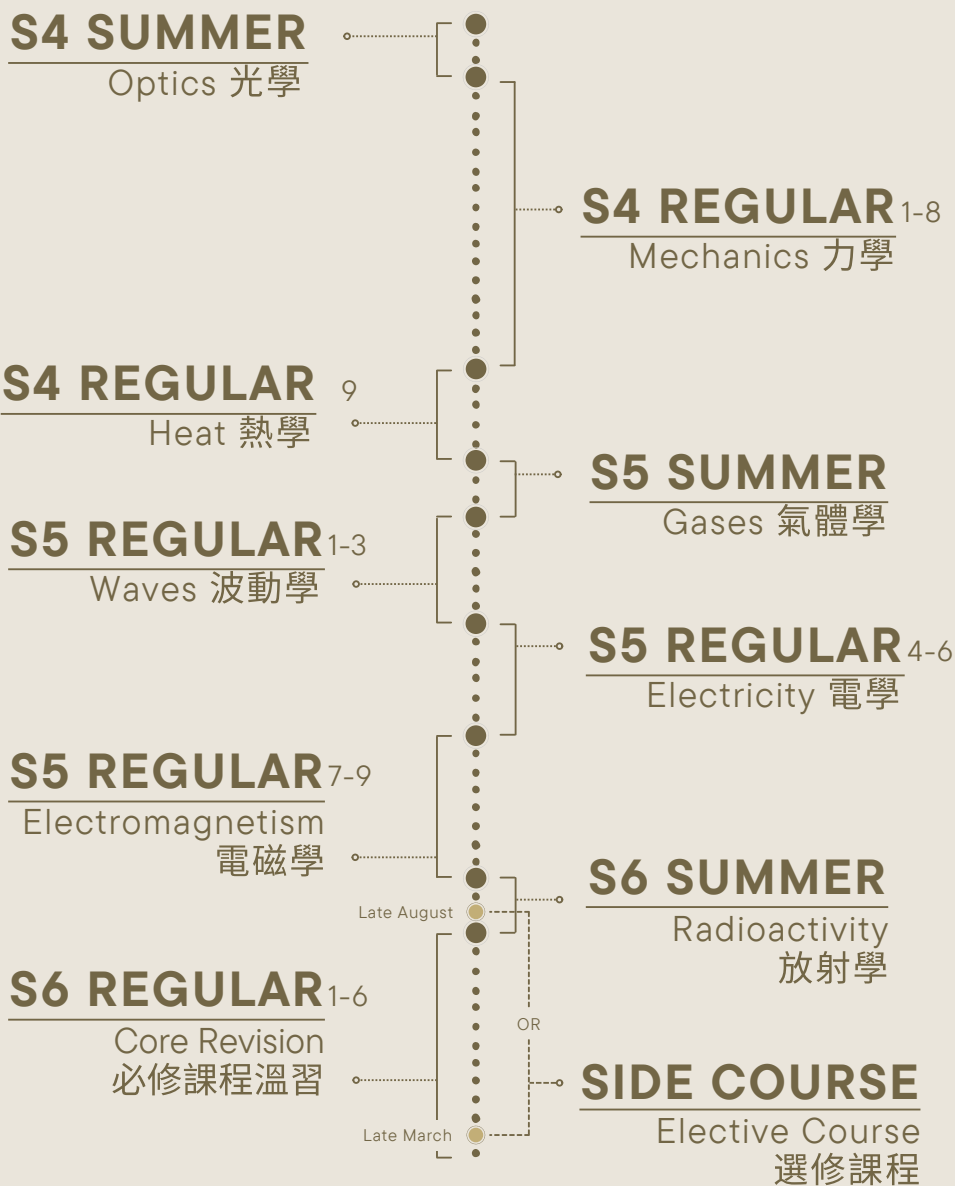 S4 SUMMER
Optics 光學
S4 REGULAR 1-8
Mechanics 力學
S4 REGULAR 9
Heat 熱學
S5 SUMMER
Gases 氣體學
S5 REGULAR 1-3
Waves 波動學
S5 REGULAR 4-6
Electricity 電學
S5 REGULAR 7-9
Electromagnetism
電磁學
S6 SUMMER
Radioactivity
放射學
Late August
S6 REGULAR 1-6
Core Revision
必修課程溫習
OR
SIDE COURSE
Elective Course
選修課程
Late March